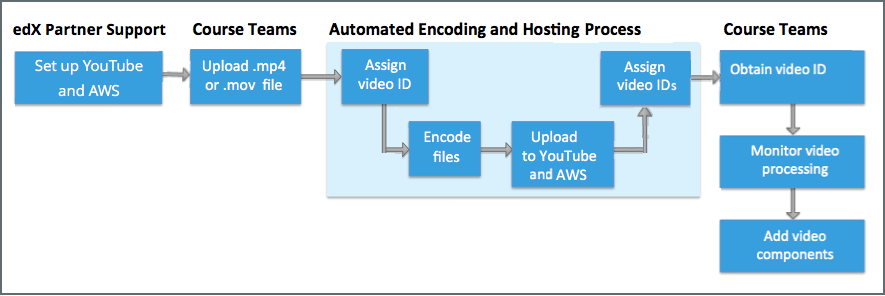 edX Partner Support
Course Teams
Automated Encoding and Hosting Process
Course Teams
Set up YouTube
and AWS
Upload .mp4
or .mov file
Assign
video ID
Encode
files
Upload
to YouTube
and AWS
Assign
video IDs
Obtain video ID
Monitor video
processing
Add video
components